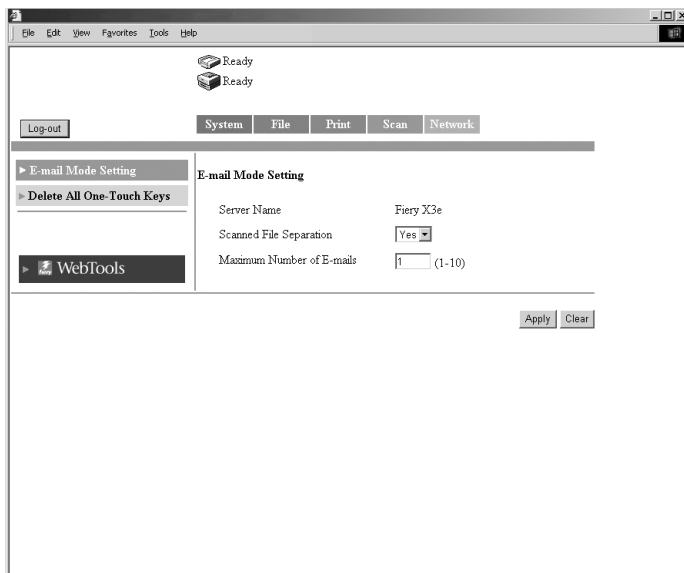 File Edit View Favorites Tools Help
Ready
Ready
Log-out
System File Print Scan Network
E-mail Mode Setting
Delete All One-Touch Keys
WebTools
E-mail Mode Setting
Server Name Fiery X3e
Scanned File Separation Yes
Maximum Number of E-mails 1 (1-10)
Apply Clear